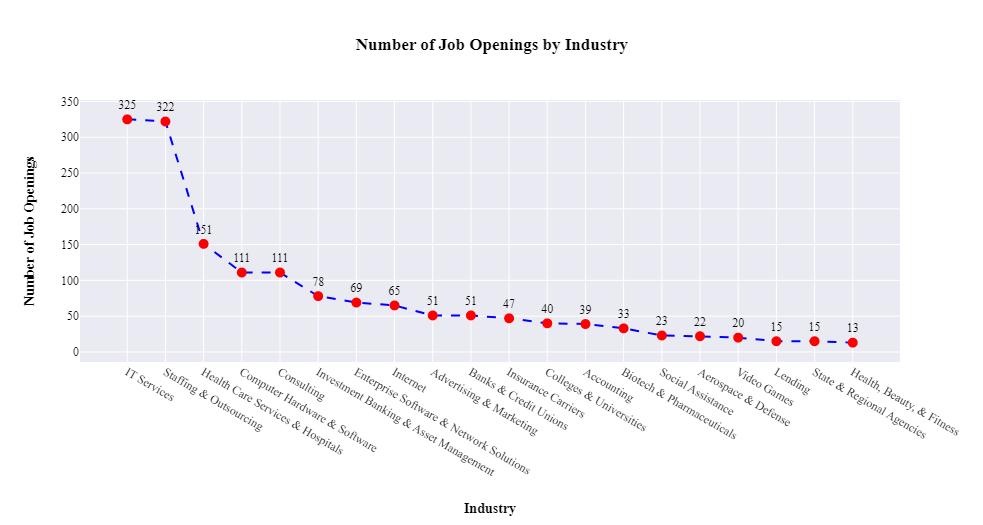 Number of Job Openings by Industry
Number of Job Openings
350
300
250
200
150
100
50
0
325
322
151
111
111
78
69
65
51
51
47
40
39
33
23
22
20
15
15
13
IT Services
Staffing & Outsourcing
Health Care Services & Hospitals
Computer Hardware & Software
Consulting
Investment Banking & Asset Management
Enterprise Software & Network Solutions
Internet
Advertising & Marketing
Banks & Credit Unions
Insurance Carriers
Colleges & Universities
Accounting
Biotech & Pharmaceuticals
Social Assistance
Aerospace & Defense
Video Games
Lending
State & Regional Agencies
Health, Beauty, & Fitness
Industry